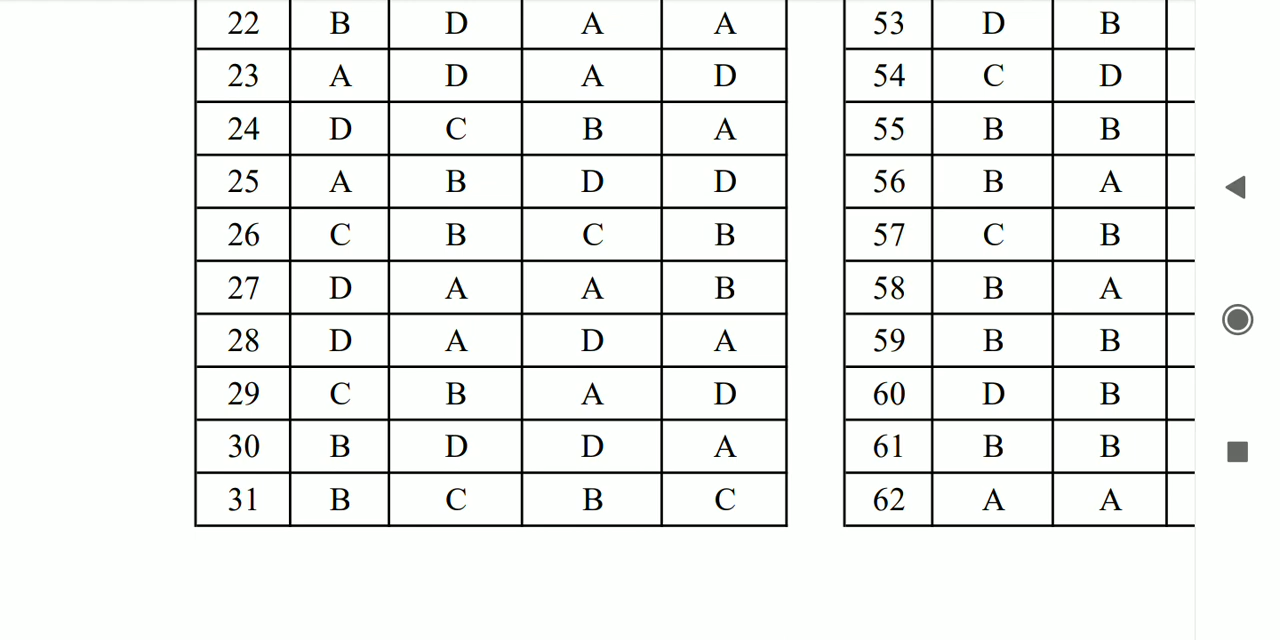 22 B D A A 53 D B
23 A D A D 54 C D
24 D C B A 55 B B
25 A B D D 56 B A
26 C B C B 57 C B
27 D A A B 58 B A
28 D A D A 59 B B
29 C B A D 60 D B
30 B D D A 61 B B
31 B C B C 62 A A